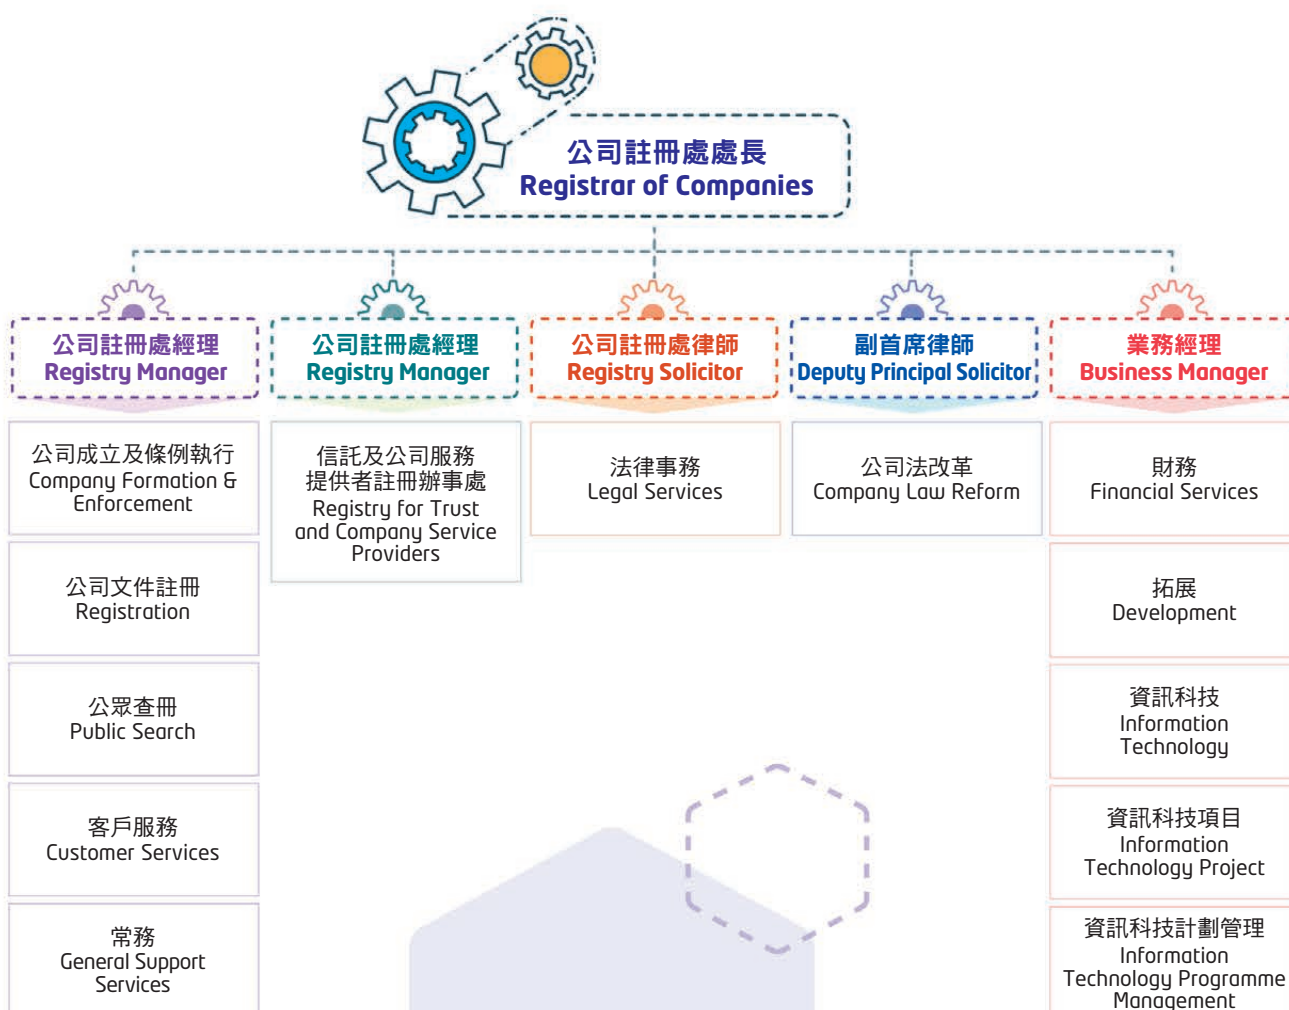 公司註冊處處長
Registrar of Companies
公司註冊處經理
Registry Manager
公司成立及條例執行
Company Formation &
Enforcement
公司文件註冊
Registration
公眾查冊
Public Search
客戶服務
Customer Services
常務
General Support
Services
公司註冊處經理
Registry Manager
信託及公司服務
提供者註冊辦事處
Registry for Trust
and Company Service
Providers
公司註冊處律師
Registry Solicitor
法律事務
Legal Services
副首席律師
Deputy Principal Solicitor
公司法改革
Company Law Reform
業務經理
Business Manager
財務
Financial Services
拓展
Development
資訊科技
Information
Technology
資訊科技項目
Information
Technology Project
資訊科技計劃管理
Information
Technology Programme
Management